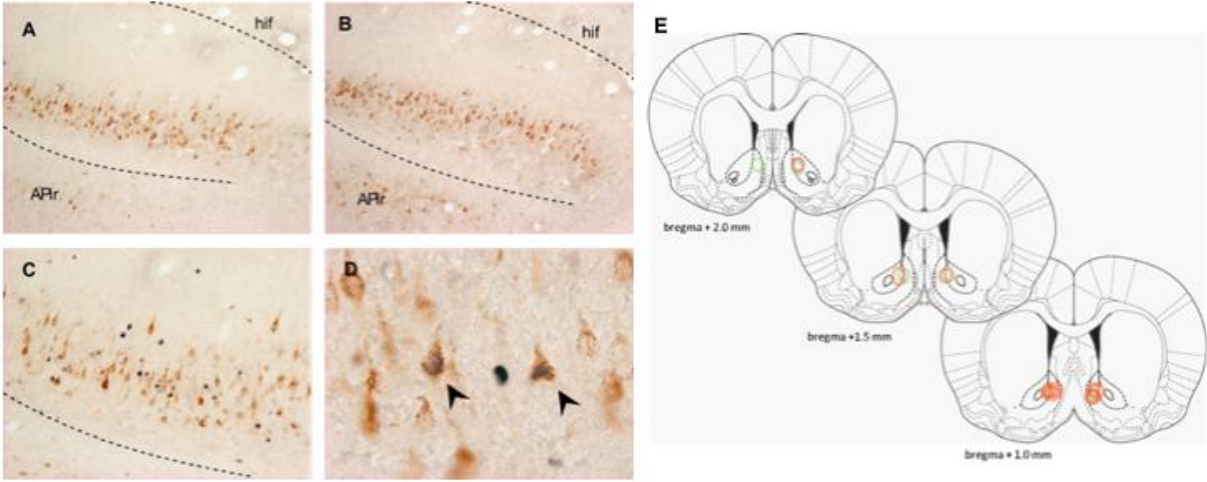 A
hif
B
hif
E
APir
APir
bregma + 2.0 mm
C
D
bregma +1.5 mm
bregma + 1.0 mm